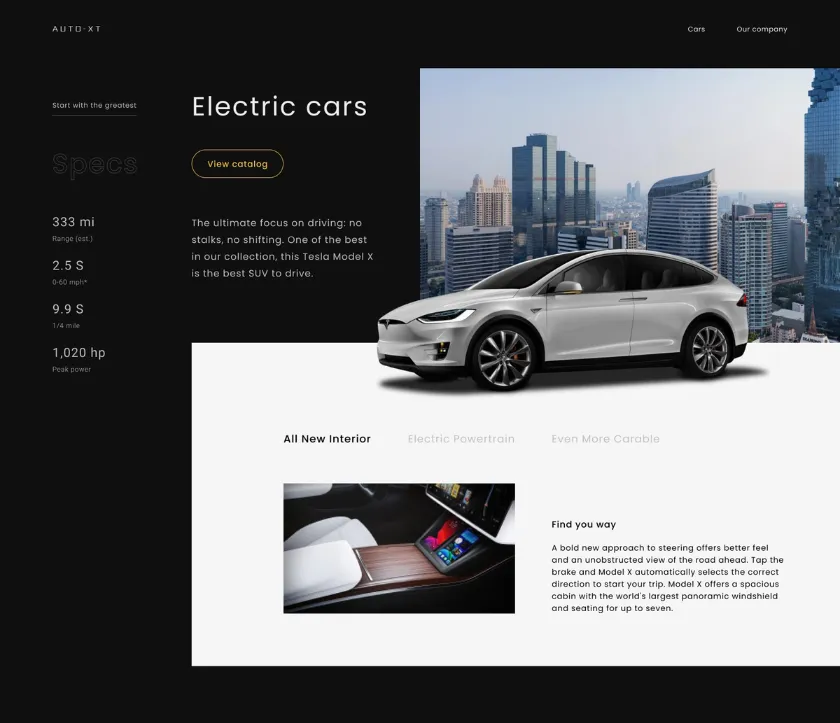 AUTO-XT
Cars
Our company
Start with the greatest
Electric cars
Specs
View catalog
333 mi
Range (est.)
2.5 S
0-60 mph*
9.9 S
1/4 mile
1,020 hp
Peak power
The ultimate focus on driving: no
stalks, no shifting. One of the best
in our collection, this Tesla Model X
is the best SUV to drive.
All New Interior
Electric Powertrain
Even More Carable
Find you way
A bold new approach to steering offers better feel
and an unobstructed view of the road ahead. Tap the
brake and Model X automatically selects the correct
direction to start your trip. Model X offers a spacious
cabin with the world's largest panoramic windshield
and seating for up to seven.